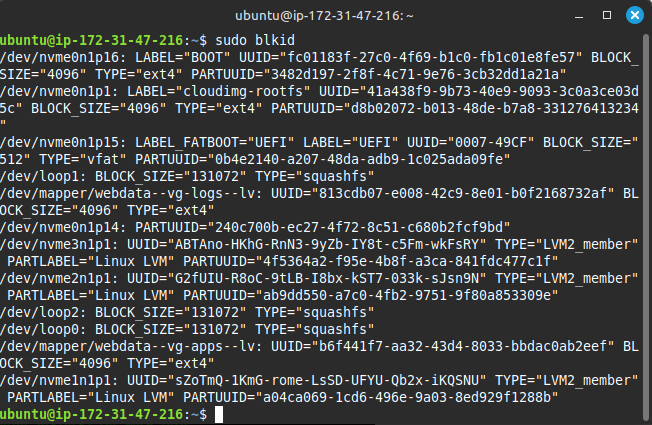 ubuntu@ip-172-31-47-216: ~
ubuntu@ip-172-31-47-216:~$ sudo blkid
/dev/nvme0n1p16: LABEL="BOOT" UUID="fc01183f-27c0-4f69-b1c0-fb1c01e8fe57" BLOCK_
SIZE="4096" TYPE="ext4" PARTUUID="3482d197-2f8f-4c71-9e76-3cb32dd1a21a"
/dev/nvme0n1p1: LABEL="cloudimg-rootfs" UUID="41a438f9-9b73-40e9-9093-3c0a3ce03d
5c" BLOCK_SIZE="4096" TYPE="ext4" PARTUUID="d8b02072-b013-48de-b7a8-331276413234
"
/dev/nvme0n1p15: LABEL_FATBOOT="UEFI" LABEL="UEFI" UUID="0007-49CF" BLOCK_SIZE="
512" TYPE="vfat" PARTUUID="0b4e2140-a207-48da-adb9-1c025ada09fe"
/dev/loop1: BLOCK_SIZE="131072" TYPE="squashfs"
/dev/mapper/webdata--vg-logs--lv: UUID="813cdb07-e008-42c9-8e01-b0f2168732af" BL
OCK_SIZE="4096" TYPE="ext4"
/dev/nvme0n1p14: PARTUUID="240c700b-ec27-4f72-8c51-c680b2fcf9bd"
/dev/nvme3n1p1: UUID="ABTAno-HKhG-RnN3-9yZb-IY8t-c5Fm-wkFsRY" TYPE="LVM2_member"
 PARTLABEL="Linux LVM" PARTUUID="4f5364a2-f95e-4b8f-a3ca-841fdc477c1f"
/dev/nvme2n1p1: UUID="G2fUIU-R8oC-9tLB-I8bx-kST7-033k-sJsn9N" TYPE="LVM2_member"
 PARTLABEL="Linux LVM" PARTUUID="ab9dd550-a7c0-4fb2-9751-9f80a853309e"
/dev/loop2: BLOCK_SIZE="131072" TYPE="squashfs"
/dev/loop0: BLOCK_SIZE="131072" TYPE="squashfs"
/dev/mapper/webdata--vg-apps--lv: UUID="b6f441f7-aa32-43d4-8033-bbdac0ab2eef" BL
OCK_SIZE="4096" TYPE="ext4"
/dev/nvme1n1p1: UUID="sZoTmQ-1KmG-rome-LsSD-UFYU-Qb2x-iKQSNU" TYPE="LVM2_member"
 PARTLABEL="Linux LVM" PARTUUID="a04ca069-1cd6-496e-9a03-8ed929f1288b"
ubuntu@ip-172-31-47-216:~$